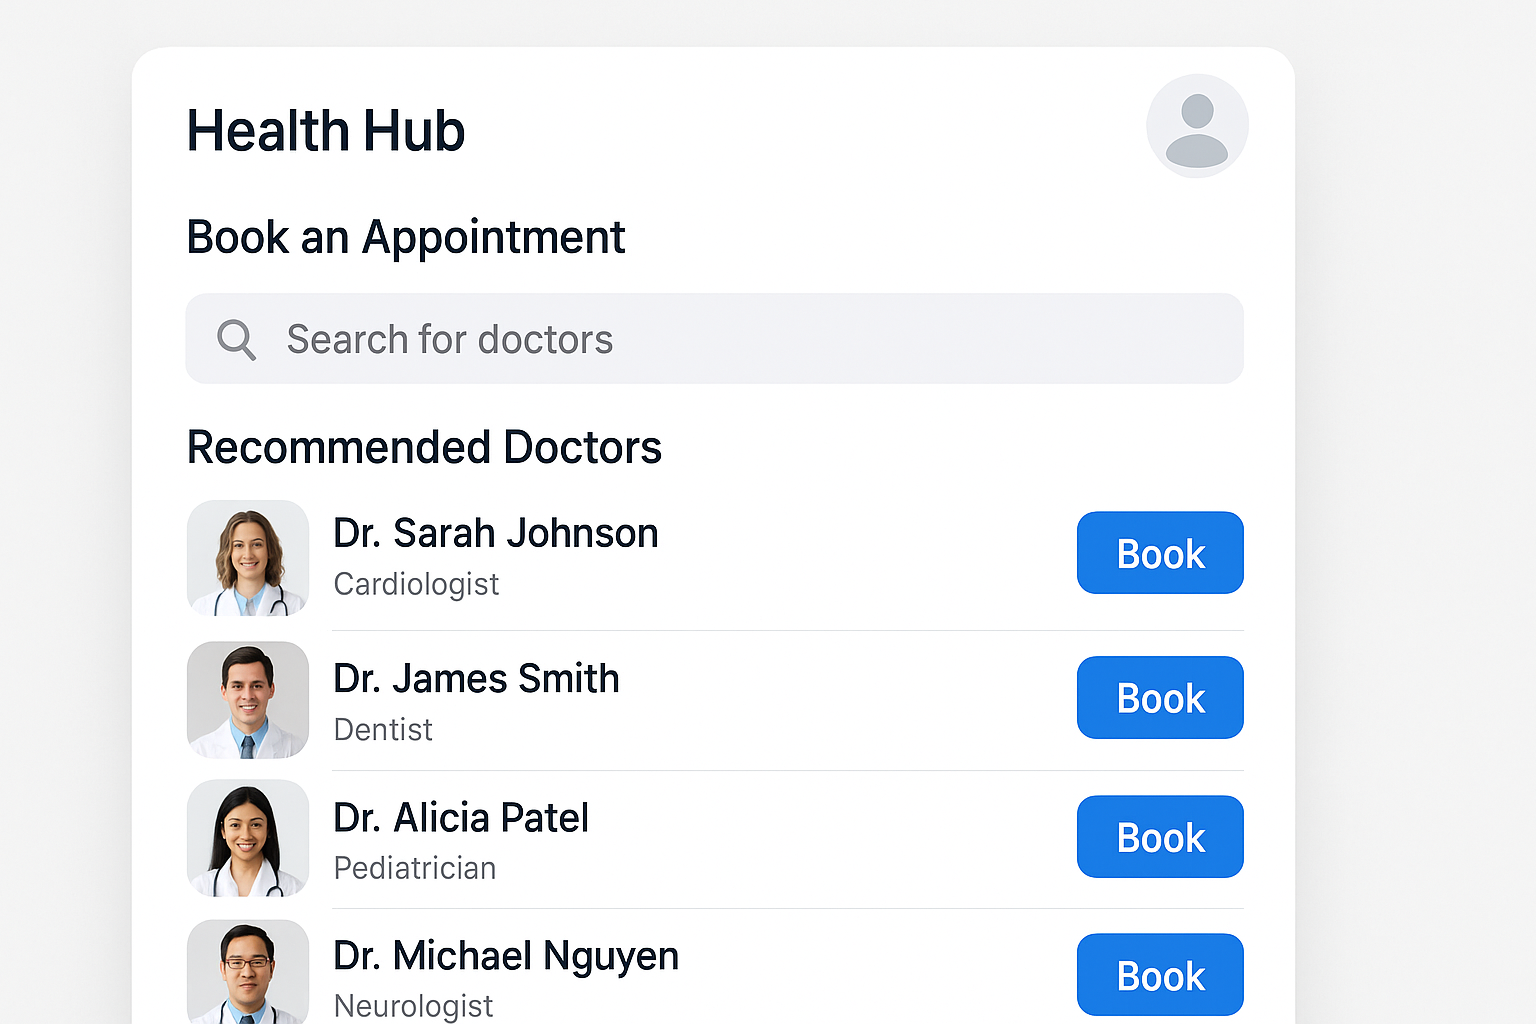 Health Hub
Book an Appointment
Search for doctors
Recommended Doctors
Dr. Sarah Johnson
Cardiologist
Book
Dr. James Smith
Dentist
Book
Dr. Alicia Patel
Pediatrician
Book
Dr. Michael Nguyen
Neurologist
Book